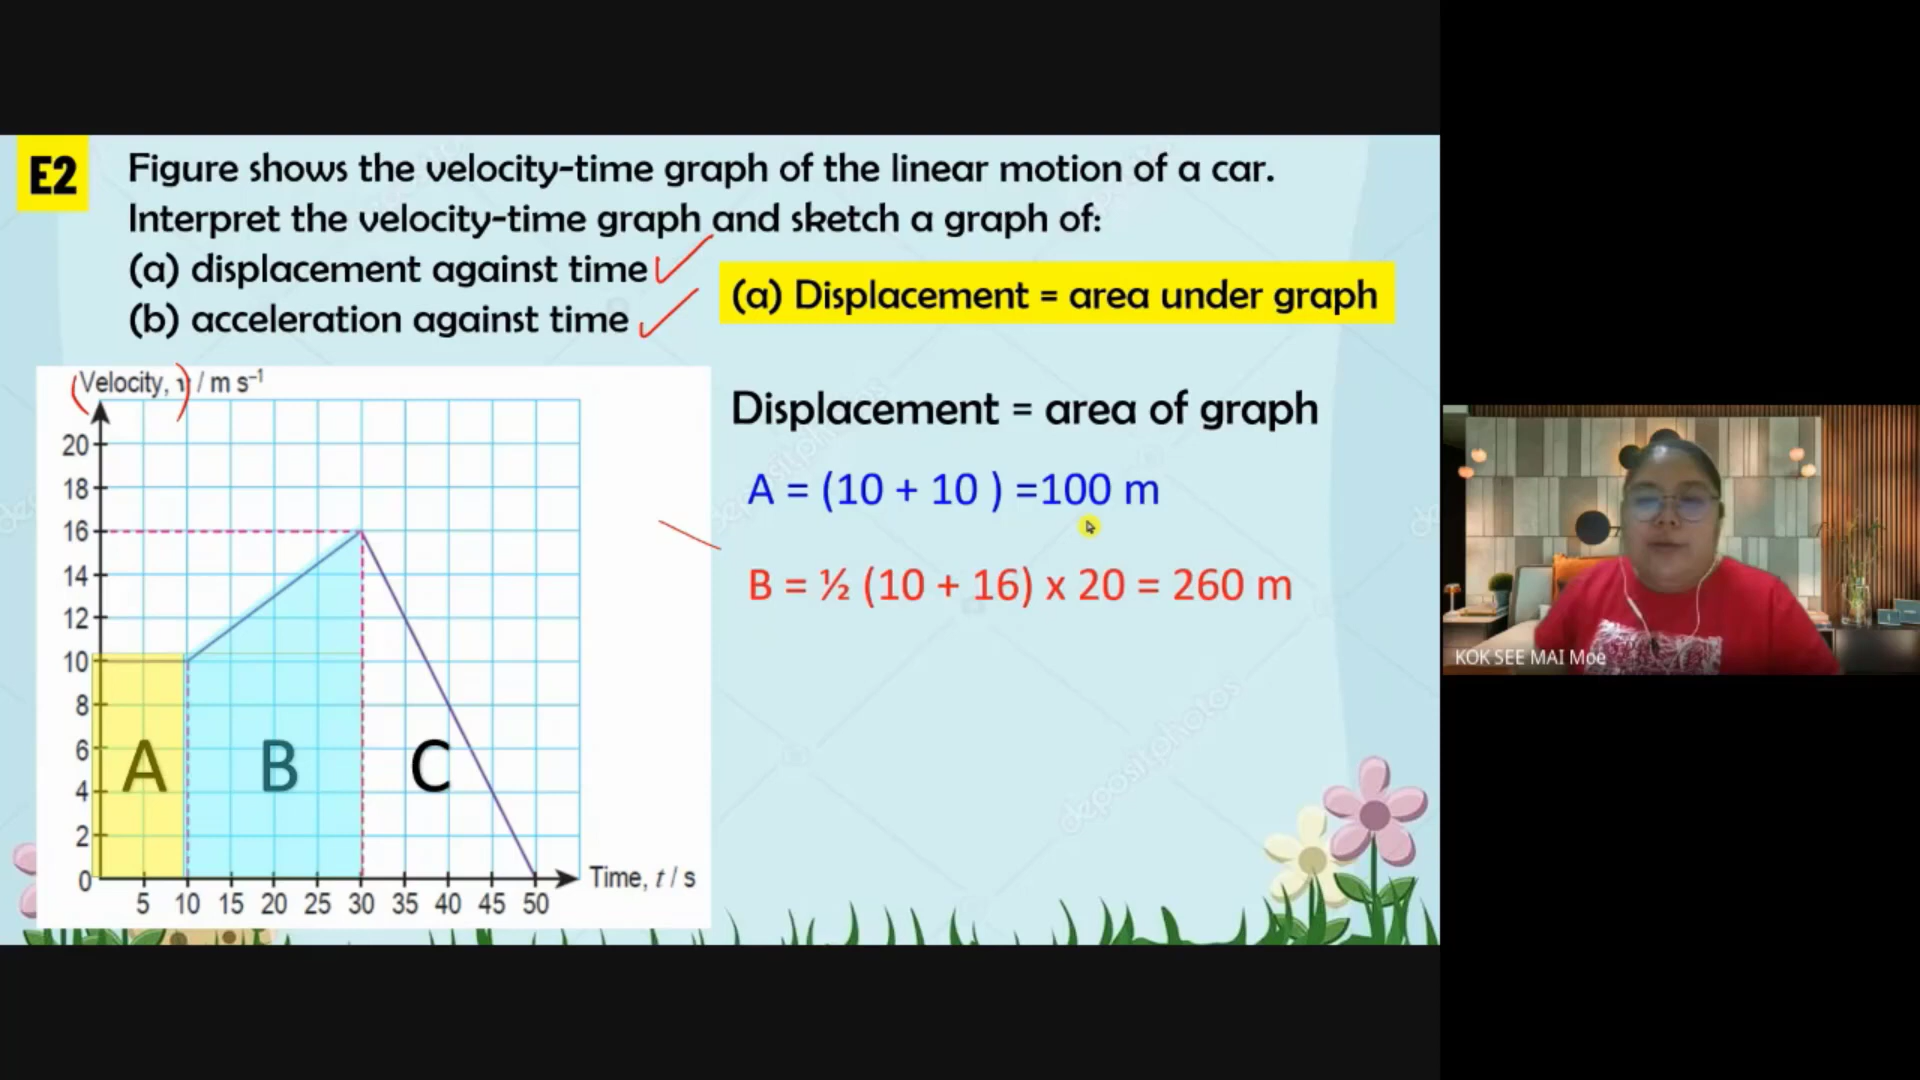 E2
Figure shows the velocity-time graph of the linear motion of a car.
Interpret the velocity-time graph and sketch a graph of:
(a) displacement against time
(b) acceleration against time
(a) Displacement = area under graph
Velocity, v / m s⁻¹
20
18
16
14
12
10
8
6
4
2
0
A
B
C
5 10 15 20 25 30 35 40 45 50
Time, t / s
Displacement = area of graph
A = (10 + 10 ) =100 m
B = ½ (10 + 16) x 20 = 260 m
depositphotos
KOK SEE MAI Moe